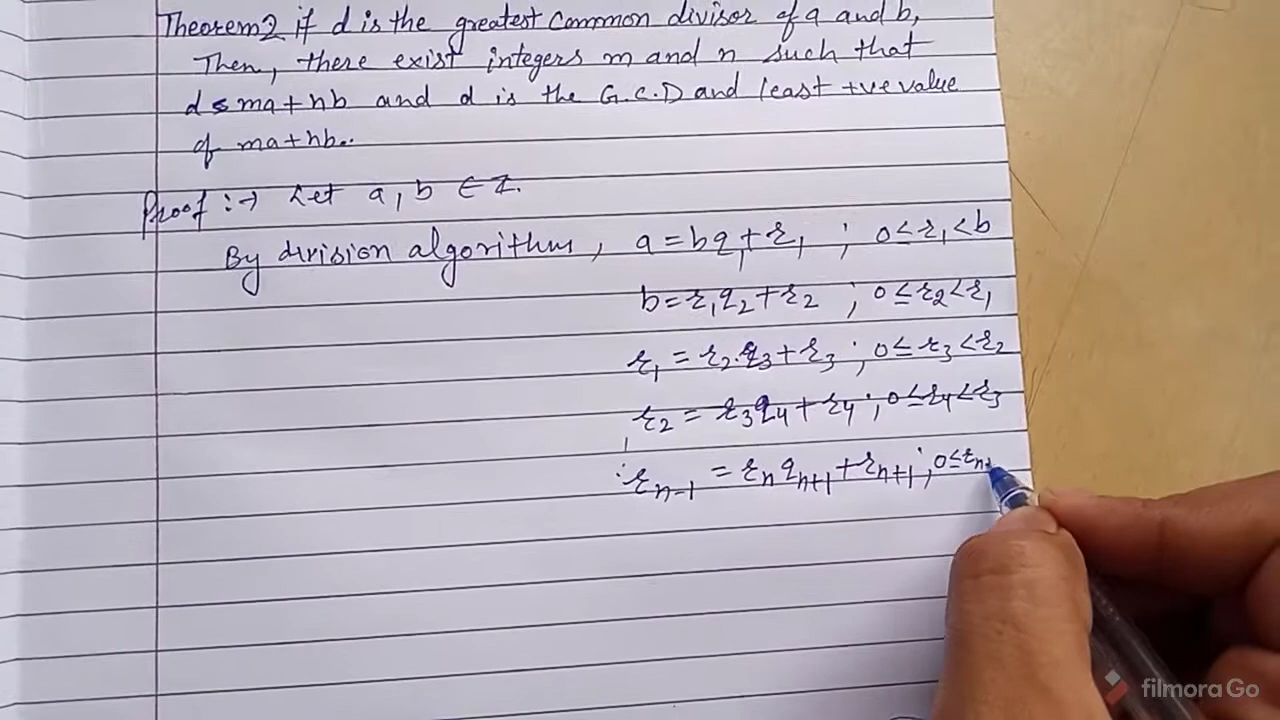 Theorem 2 if d is the greatest common divisor of a and b,
Then, there exist integers m and n such that
d = ma+nb and d is the G.C.D and least +ve value
of ma+nb.
Proof :→ Let a, b ∈ Z.
By division algorithm, a = bq₁+r₁ ; 0≤r₁<b
b = r₁q₂+r₂ ; 0≤r₂<r₁
r₁ = r₂.q₃+r₃ ; 0≤r₃<r₂
r₂ = r₃q₄+r₄ ; 0≤r₄<r₃
rₙ₋₁ = rₙqₙ₊₁+rₙ₊₁ ; 0≤rₙ₊
filmora Go